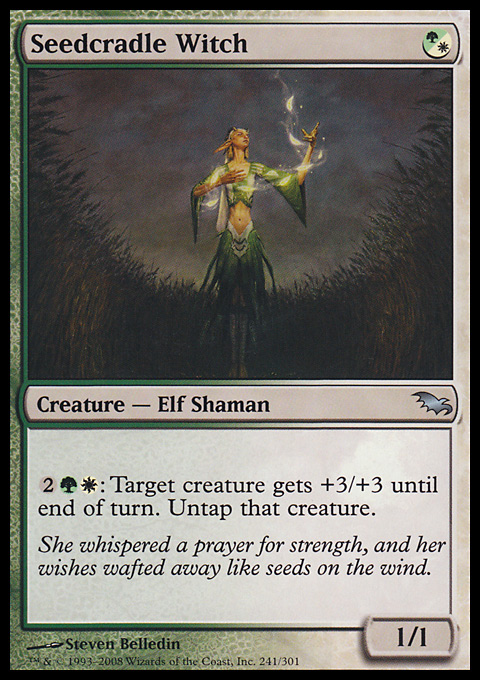 Seedcradle Witch
Creature — Elf Shaman
2: Target creature gets +3/+3 until
end of turn. Untap that creature.
She whispered a prayer for strength, and her
wishes wafted away like seeds on the wind.
Steven Belledin
1/1
™ & © 1993–2008 Wizards of the Coast, Inc. 241/301